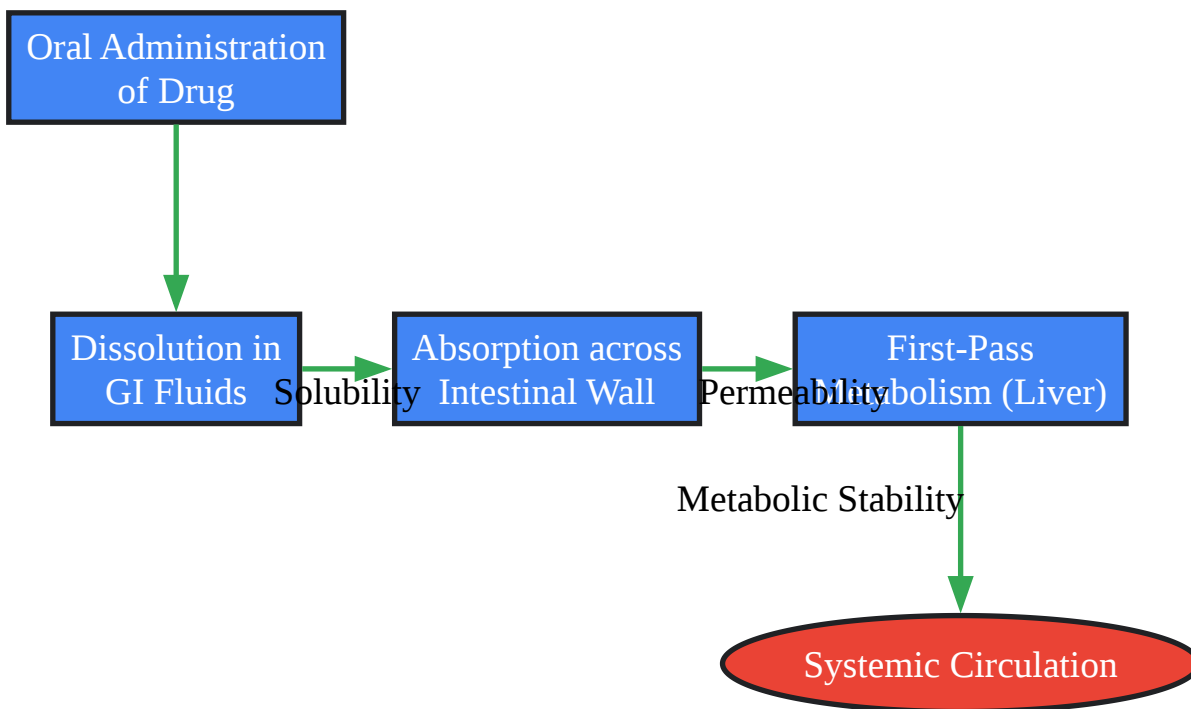 Oral Administration
of Drug
Dissolution in
GI Fluids
Solubility
Absorption across
Intestinal Wall
Permeability
First-Pass
Metabolism (Liver)
Metabolic Stability
Systemic Circulation